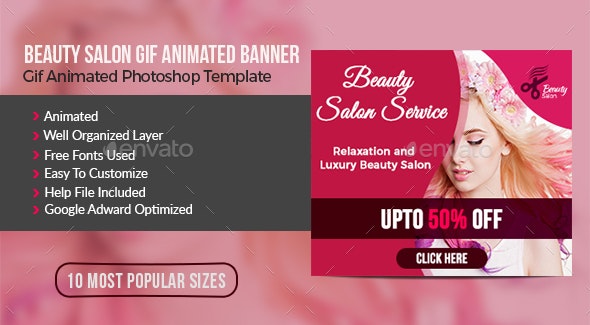 BEAUTY SALON GIF ANIMATED BANNER
Gif Animated Photoshop Template
Animated
Well Organized Layer
Free Fonts Used
Easy To Customize
Help File Included
Google Adward Optimized
10 MOST POPULAR SIZES
Beauty
Salon Service
Relaxation and
Luxury Beauty Salon
Beauty
Salon
UPTO 50% OFF
CLICK HERE
envato
envato